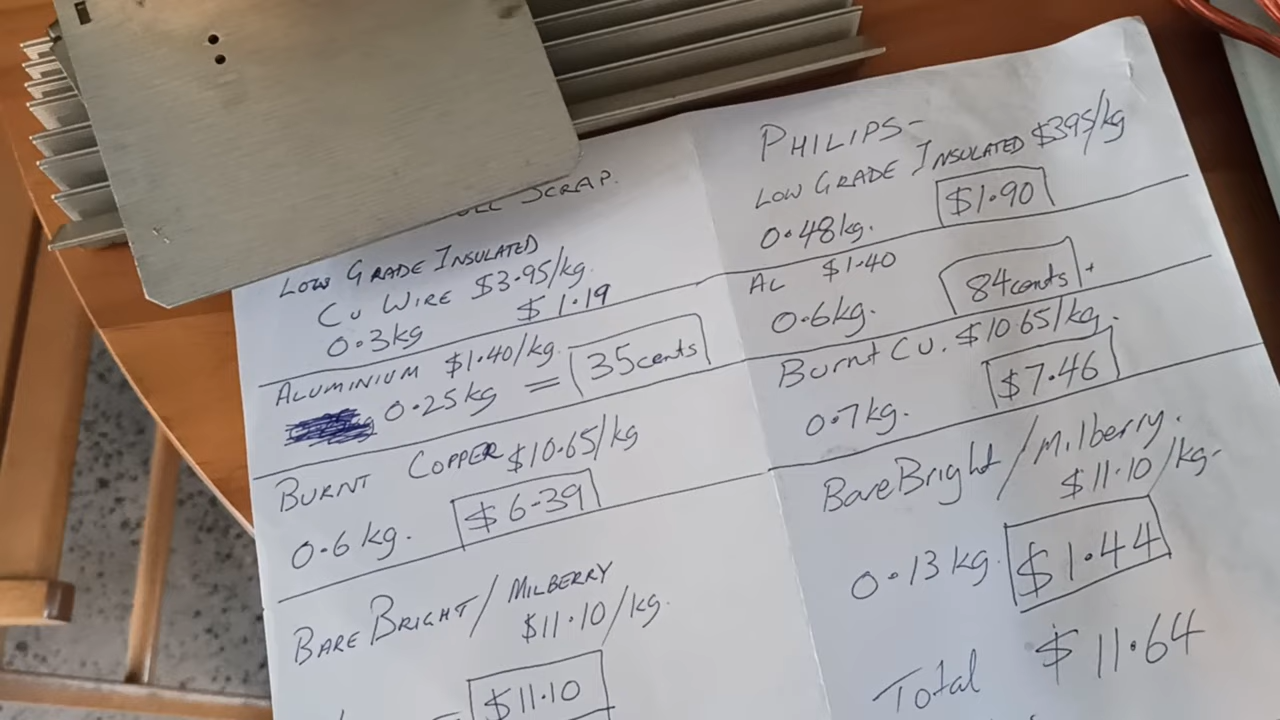 SCRAP.
LOW GRADE INSULATED
CU WIRE $3.95/kg.
0.3kg $1.19
ALUMINIUM $1.40/kg.
0.25kg = 35cents
BURNT COPPER $10.65/kg
0.6kg. $6-39
BARE BRIGHT/MILBERRY
$11.10/kg.
= $11.10
PHILIPS-
LOW GRADE INSULATED $395/kg
0.48kg. $1.90
AL $1.40
0.6kg. 84cents
Burnt Cu. $10.65/kg.
0.7kg. $7.46
BareBright/Milberry.
$11.10/kg.
0.13kg. $1.44
Total $11.64